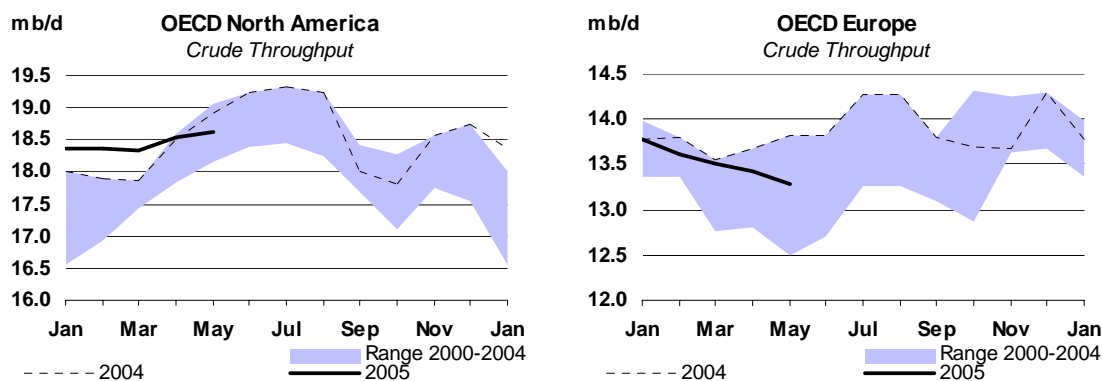 mb/d
OECD North America
Crude Throughput
19.5
19.0
18.5
18.0
17.5
17.0
16.5
16.0
Jan Mar May Jul Sep Nov Jan
Range 2000-2004
2004
2005
mb/d
OECD Europe
Crude Throughput
14.5
14.0
13.5
13.0
12.5
12.0
Jan Mar May Jul Sep Nov Jan
Range 2000-2004
2004
2005